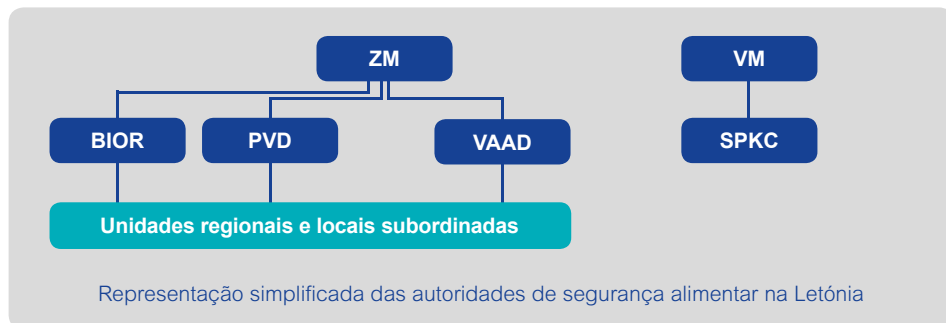 ZM
VM
BIOR
PVD
VAAD
SPKC
Unidades regionais e locais subordinadas
Representação simplificada das autoridades de segurança alimentar na Letónia